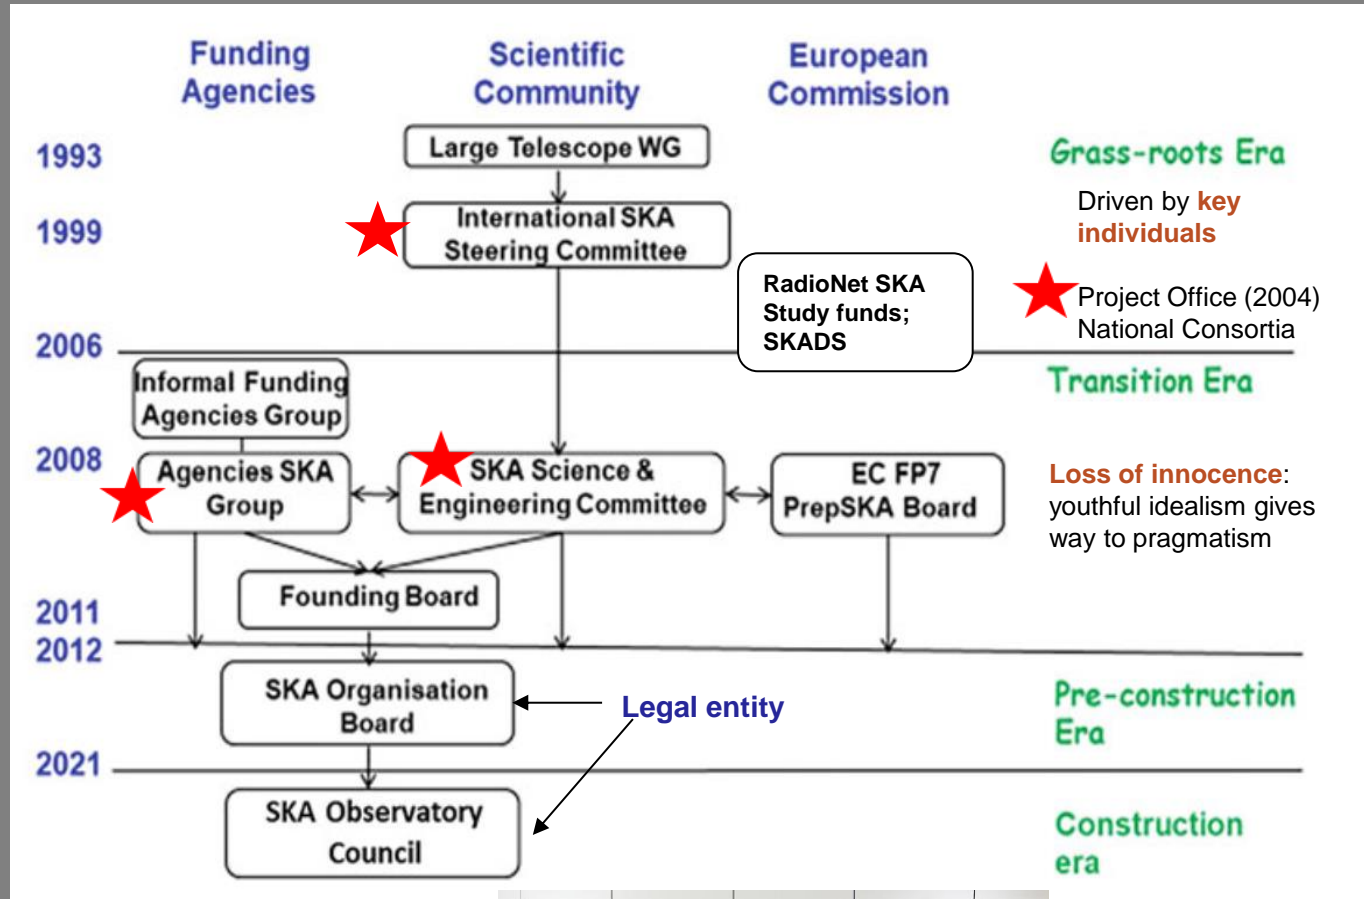 Funding
Agencies
Scientific
Community
European
Commission
1993
Large Telescope WG
Grass-roots Era
Driven by key
individuals
1999
International SKA
Steering Committee
RadioNet SKA
Study funds;
SKADS
Project Office (2004)
National Consortia
2006
Informal Funding
Agencies Group
Transition Era
2008
Agencies SKA
Group
SKA Science &
Engineering Committee
EC FP7
PrepSKA Board
Loss of innocence:
youthful idealism gives
way to pragmatism
2011
Founding Board
2012
SKA Organisation
Board
Legal entity
Pre-construction
Era
2021
SKA Observatory
Council
Construction
era